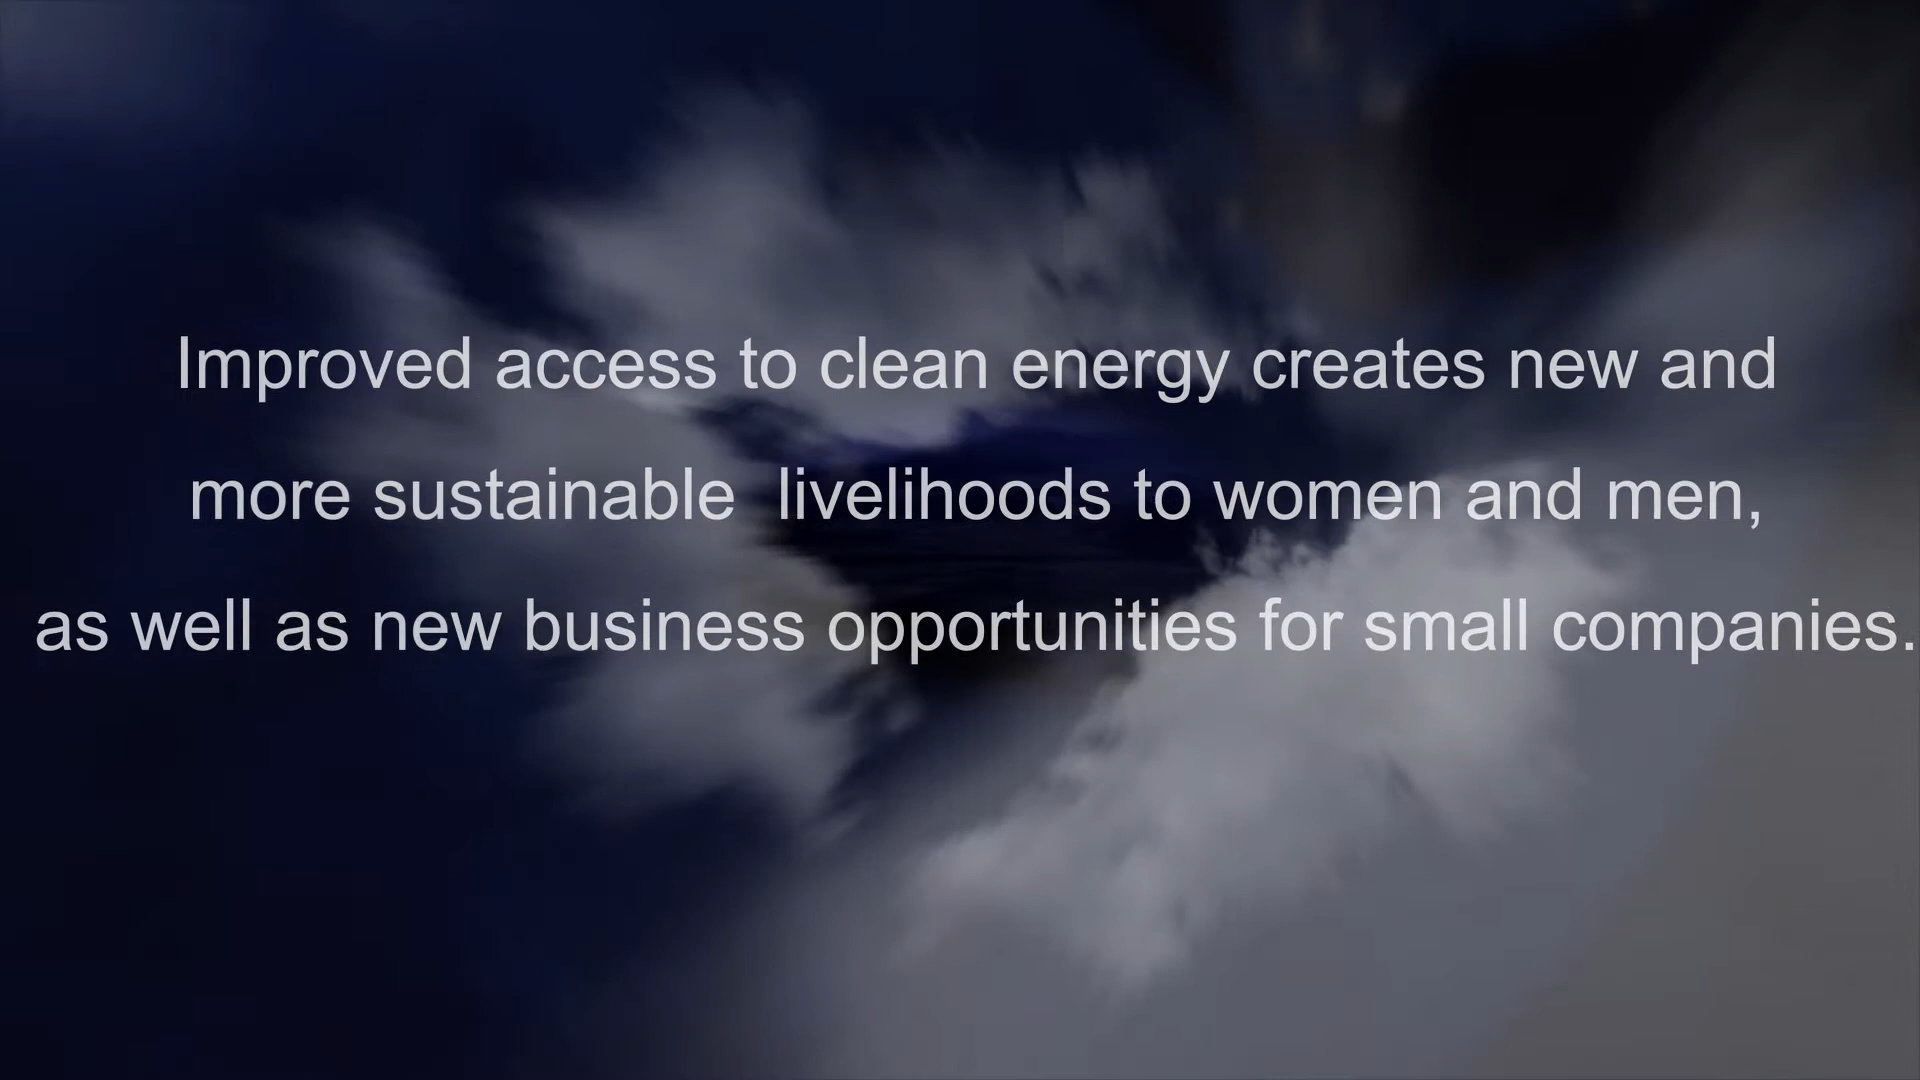 Improved access to clean energy creates new and
more sustainable  livelihoods to women and men,
as well as new business opportunities for small companies.